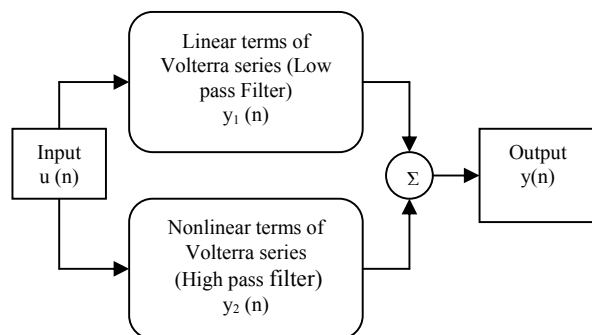 Linear terms of
Volterra series (Low
pass Filter)
y₁ (n)
Input
u (n)
Σ
Output
y(n)
Nonlinear terms of
Volterra series
(High pass filter)
y₂ (n)